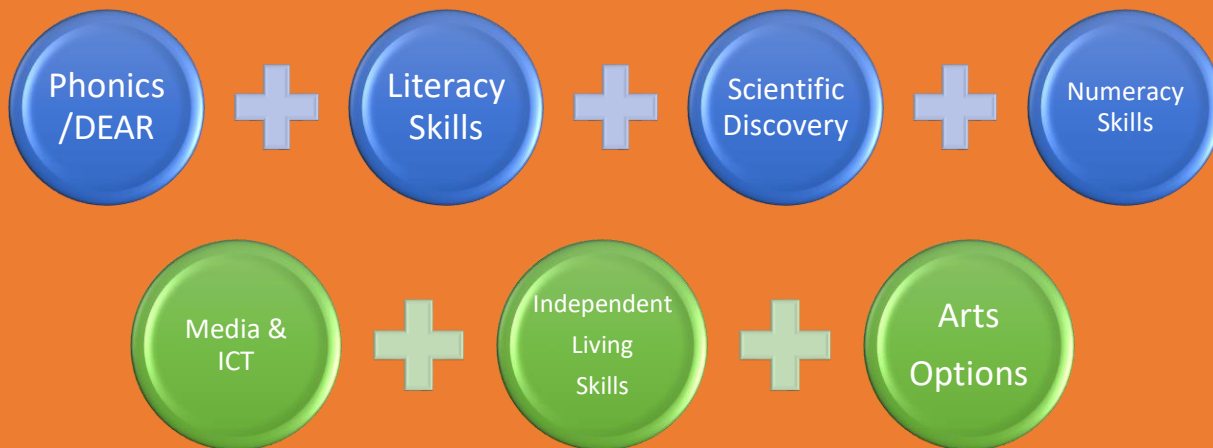 Phonics
/DEAR
Literacy
Skills
Scientific
Discovery
Numeracy
Skills
Media &
ICT
Independent
Living
Skills
Arts
Options